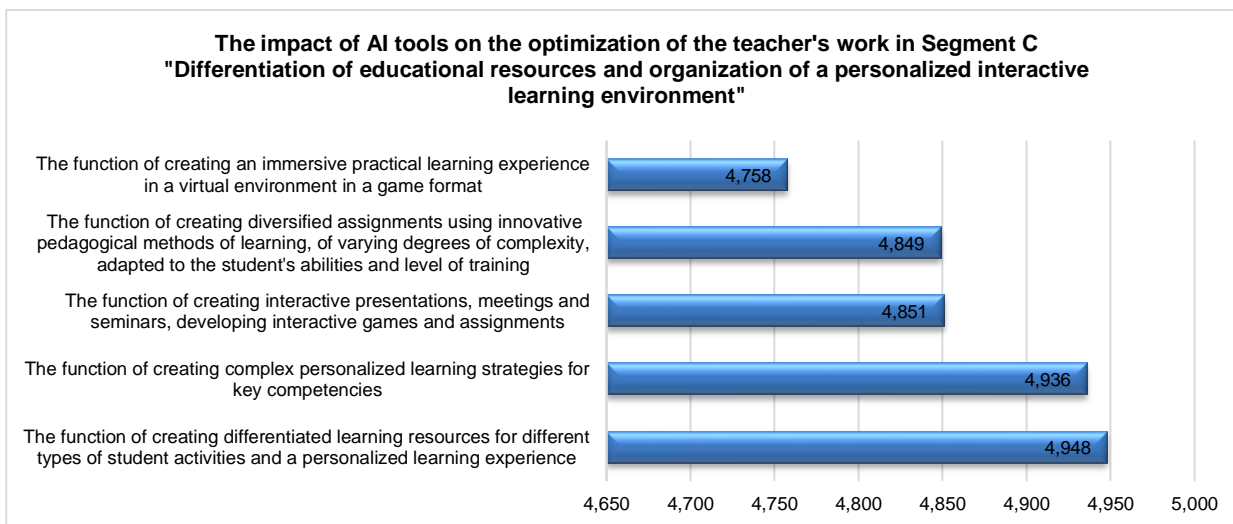 The impact of AI tools on the optimization of the teacher's work in Segment C
"Differentiation of educational resources and organization of a personalized interactive
learning environment"
The function of creating an immersive practical learning experience
in a virtual environment in a game format
4,758
The function of creating diversified assignments using innovative
pedagogical methods of learning, of varying degrees of complexity,
adapted to the student's abilities and level of training
4,849
The function of creating interactive presentations, meetings and
seminars, developing interactive games and assignments
4,851
The function of creating complex personalized learning strategies for
key competencies
4,936
The function of creating differentiated learning resources for different
types of student activities and a personalized learning experience
4,948
4,650 4,700 4,750 4,800 4,850 4,900 4,950 5,000